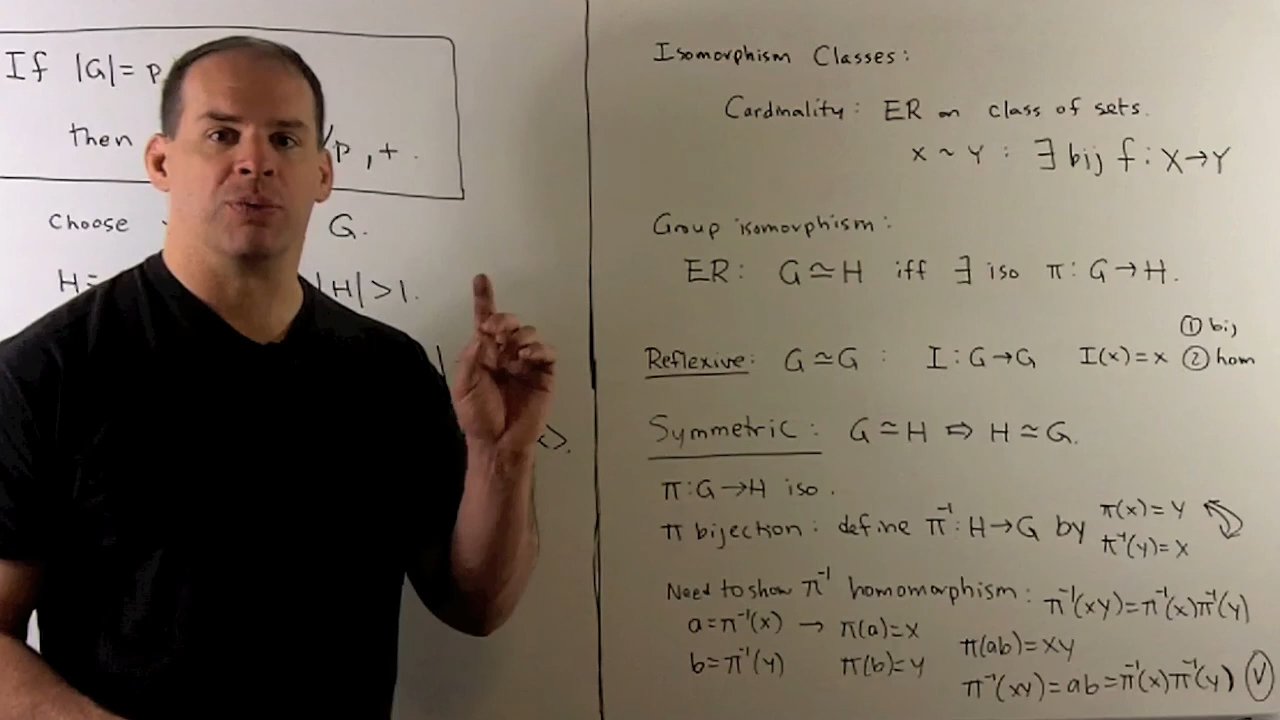 If |G| = p
then /p , + .
Choose G.
H = |H| > 1.
Isomorphism Classes:
Cardinality: ER on class of sets.
X ~ Y : ∃ bij f : X → Y
Group isomorphism:
ER: G ≃ H iff ∃ iso π : G → H.
① bij
Reflexive: G ≃ G : I : G → G I(x) = x ② hom
Symmetric: G ≃ H ⇨ H ≃ G.
π : G → H iso.
π bijection: define π⁻¹ : H → G by π(x) = y
π⁻¹(y) = x
Need to show π⁻¹ homomorphism: π⁻¹(xy) = π⁻¹(x)π⁻¹(y)
a = π⁻¹(x) → π(a) = x π(ab) = xy
b = π⁻¹(y) π(b) = y
π⁻¹(xy) = ab = π⁻¹(x)π⁻¹(y) ✓